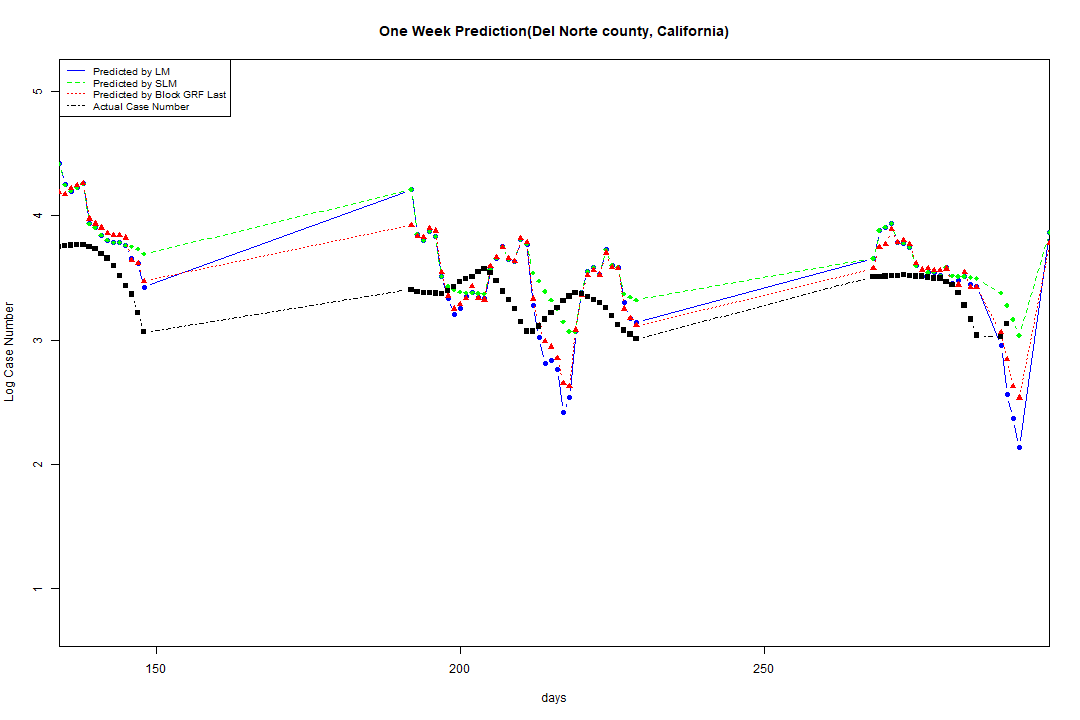 One Week Prediction(Del Norte county, California)
Predicted by LM
Predicted by SLM
Predicted by Block GRF Last
Actual Case Number
5
4
3
2
1
Log Case Number
150
200
250
days